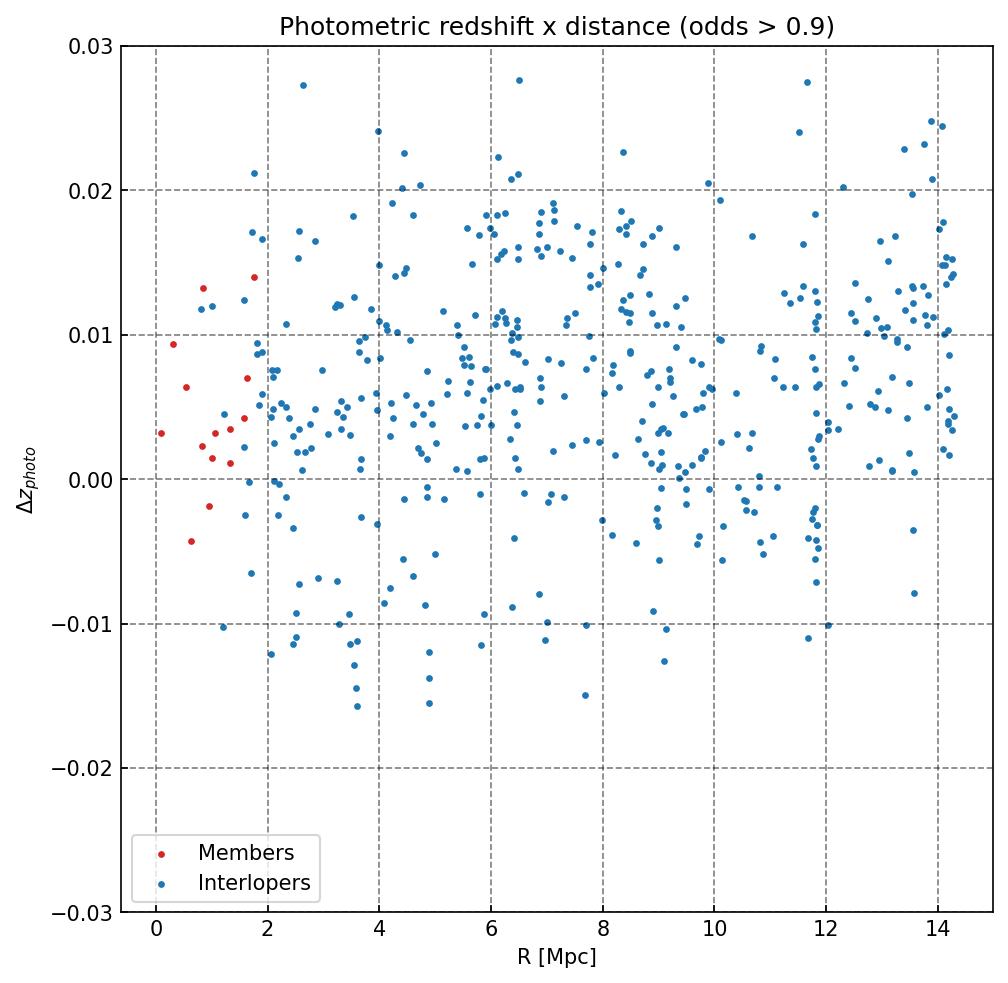 Photometric redshift x distance (odds > 0.9)
0.03
0.02
0.01
0.00
−0.01
−0.02
−0.03
Δz_photo
Members
Interlopers
0 2 4 6 8 10 12 14
R [Mpc]